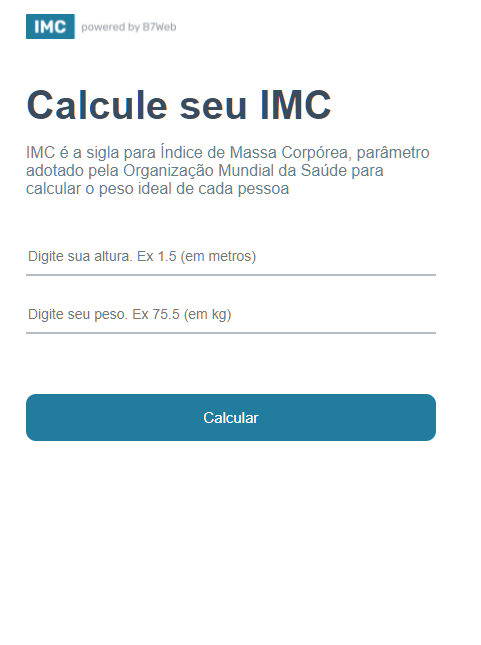 IMC powered by B7Web
Calcule seu IMC
IMC é a sigla para Índice de Massa Corpórea, parâmetro
adotado pela Organização Mundial da Saúde para
calcular o peso ideal de cada pessoa
Digite sua altura. Ex 1.5 (em metros)
Digite seu peso. Ex 75.5 (em kg)
Calcular